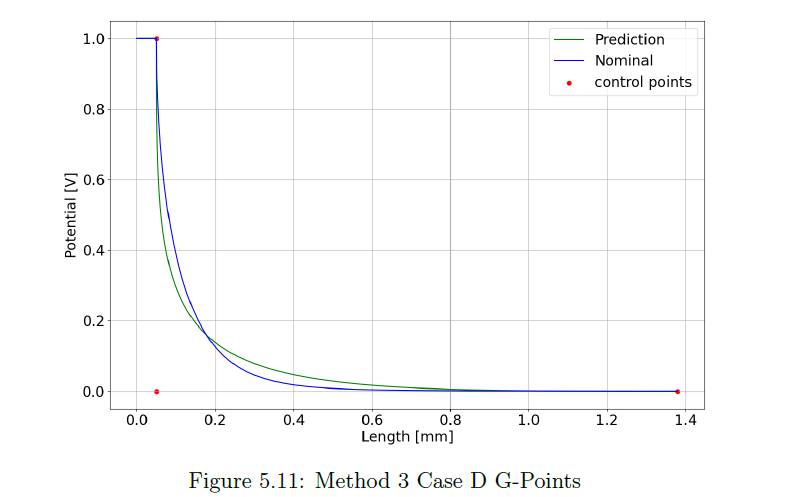 Prediction
Nominal
control points
1.0
0.8
0.6
0.4
0.2
0.0
Potential [V]
0.0 0.2 0.4 0.6 0.8 1.0 1.2 1.4
Length [mm]
Figure 5.11: Method 3 Case D G-Points